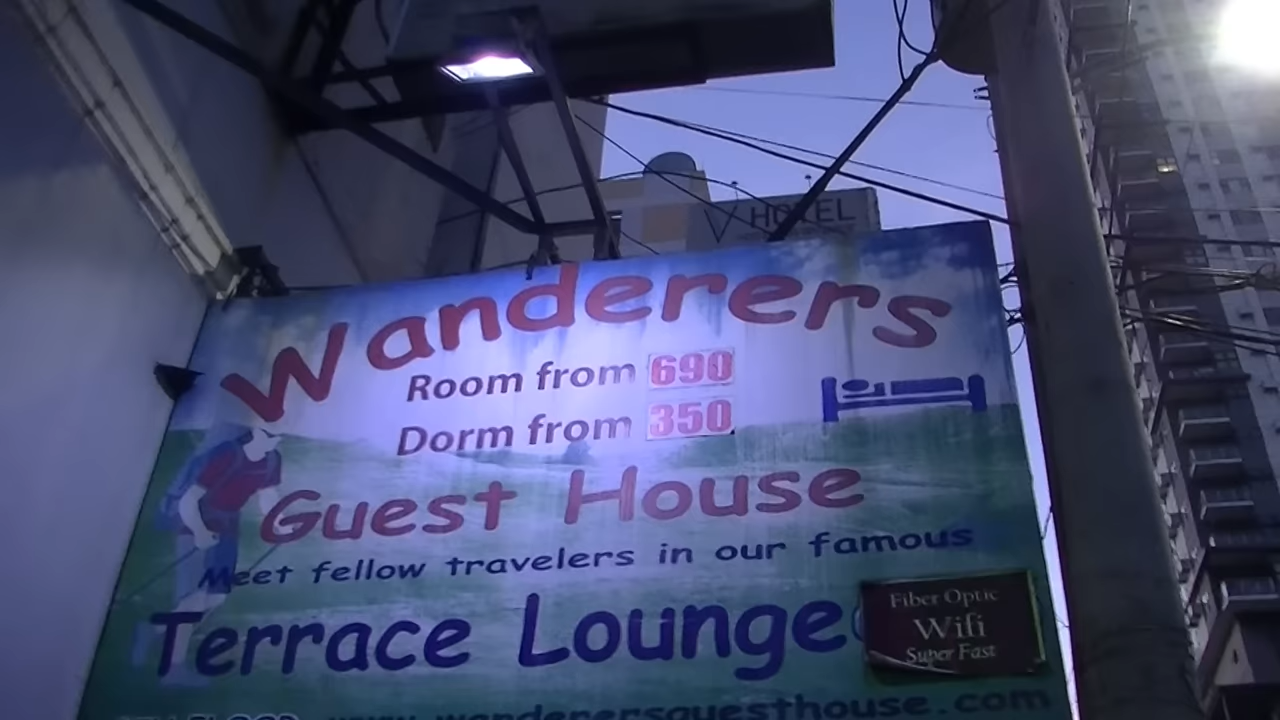 V HOTEL
Wanderers
Room from 690
Dorm from 350
Guest House
Meet fellow travelers in our famous
Terrace Lounge
Fiber Optic
Wifi
Super Fast
www.wanderersguesthouse.com